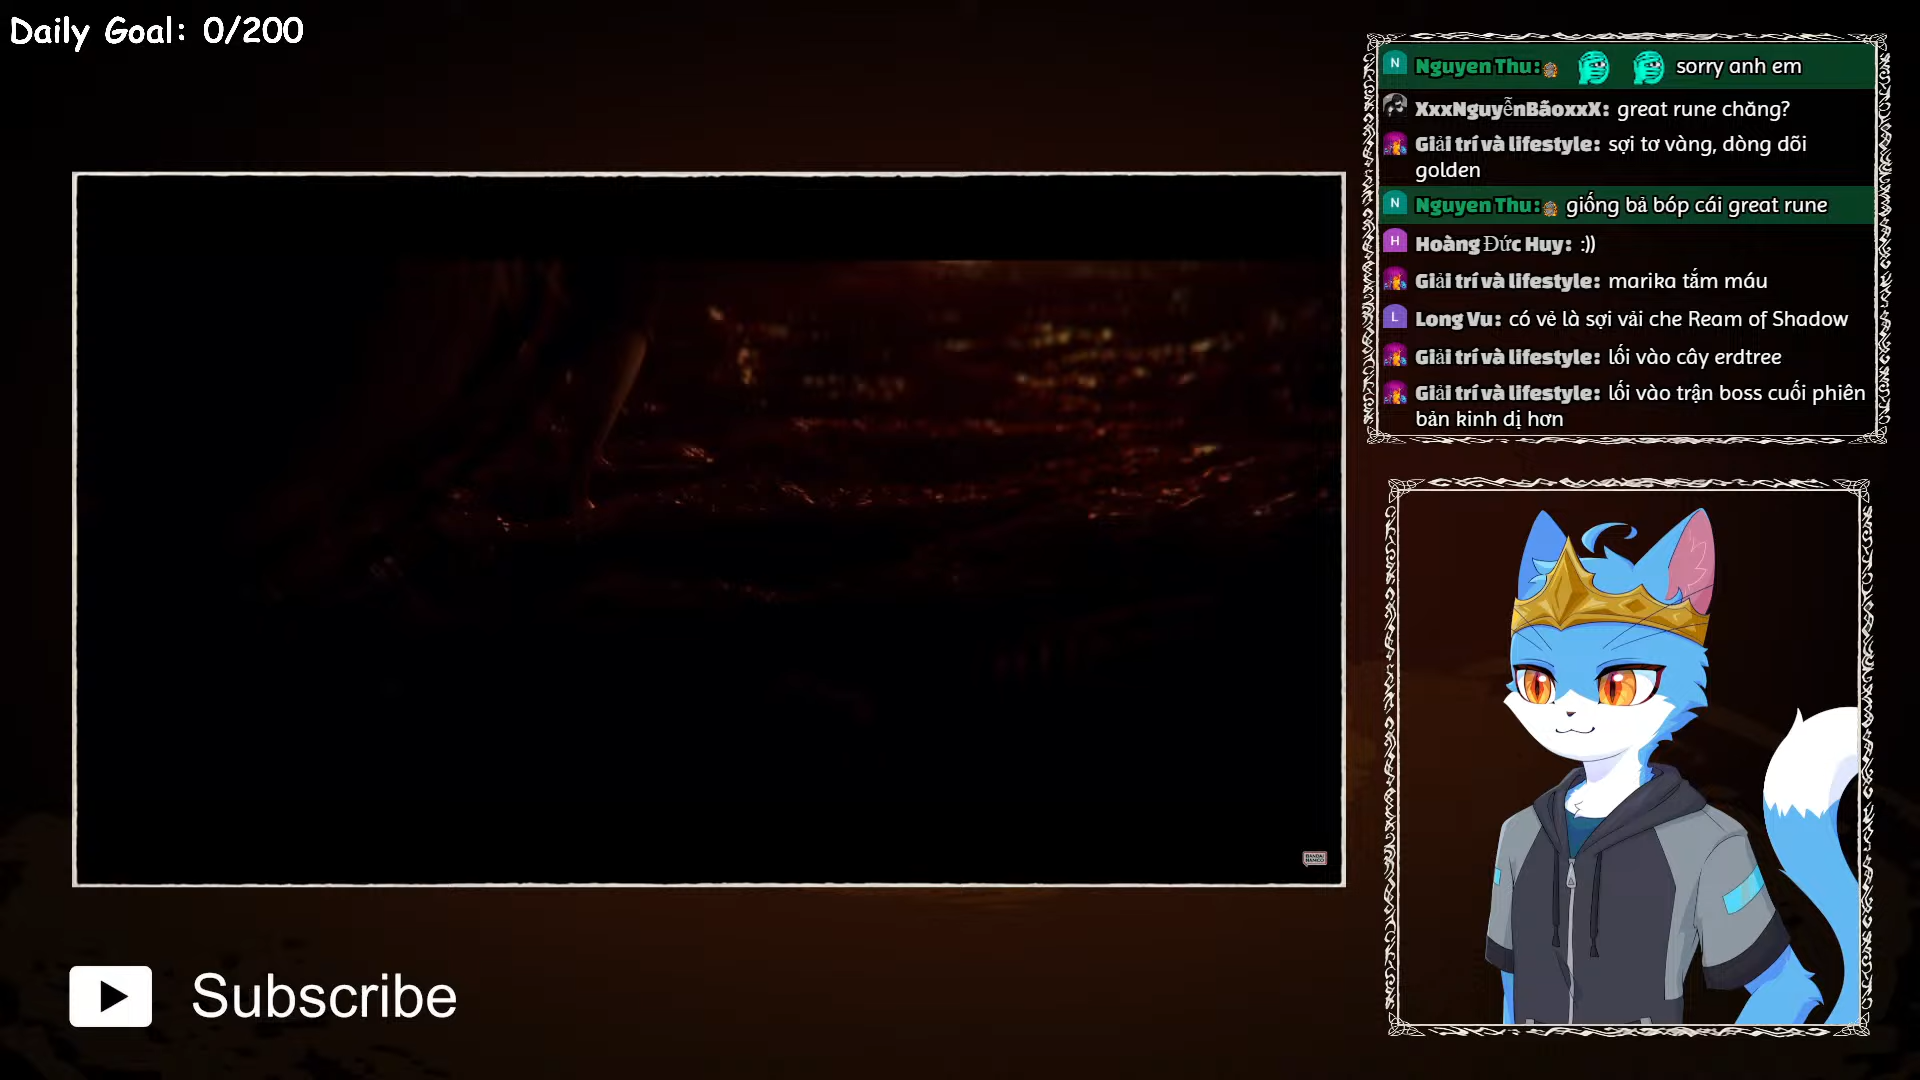 Daily Goal: 0/200
N Nguyen Thu: sorry anh em
XxxNguyễnBãoxxX: great rune chăng?
Giải trí và lifestyle: sợi tơ vàng, dòng dõi
golden
N Nguyen Thu: giống bả bóp cái great rune
H Hoàng Đức Huy: :))
Giải trí và lifestyle: marika tắm máu
L Long Vu: có vẻ là sợi vải che Ream of Shadow
Giải trí và lifestyle: lối vào cây erdtree
Giải trí và lifestyle: lối vào trận boss cuối phiên
bản kinh dị hơn
BANDAI
NAMCO
Subscribe